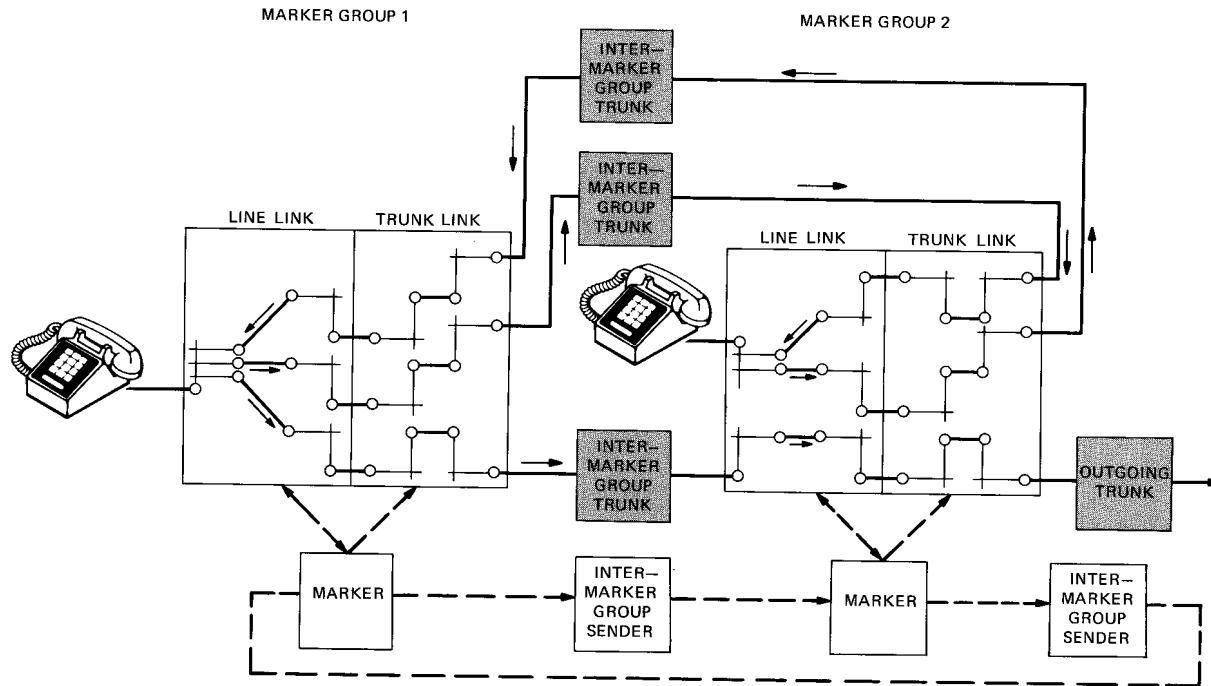 MARKER GROUP 1
MARKER GROUP 2
INTER—
MARKER
GROUP
TRUNK
INTER—
MARKER
GROUP
TRUNK
LINE LINK
TRUNK LINK
LINE LINK
TRUNK LINK
INTER—
MARKER
GROUP
TRUNK
OUTGOING
TRUNK
MARKER
INTER—
MARKER
GROUP
SENDER
MARKER
INTER—
MARKER
GROUP
SENDER